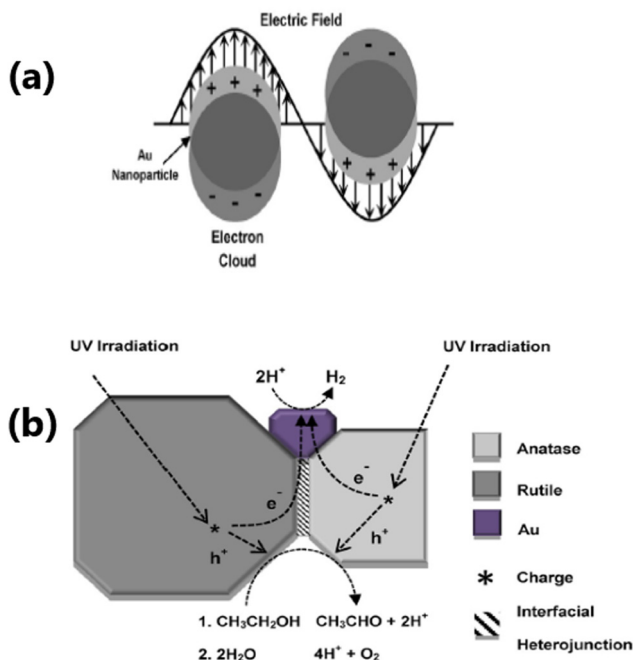 (a)
Electric Field
- - -
+ + +
Au
Nanoparticle
+ + +
- - -
Electron
Cloud
(b)
UV Irradiation
UV Irradiation
2H⁺ H₂
e⁻
e⁻
*
*
h⁺
h⁺
1. CH₃CH₂OH CH₃CHO + 2H⁺
2. 2H₂O 4H⁺ + O₂
Anatase
Rutile
Au
* Charge
Interfacial
Heterojunction